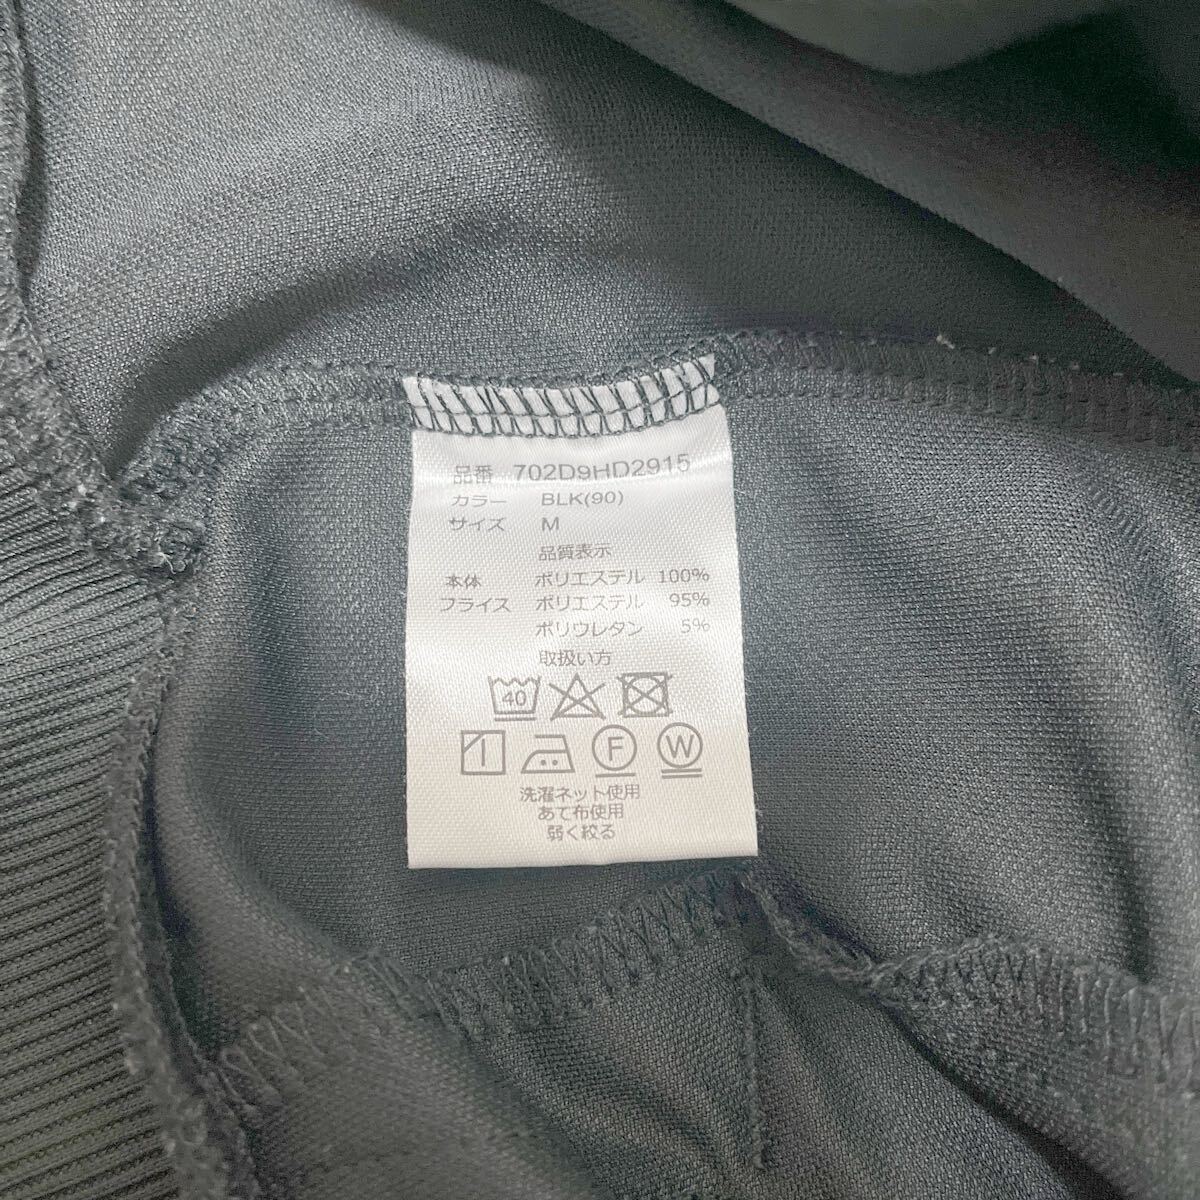 品番 702D9HD2915
カラー BLK(90)
サイズ M
品質表示
本体 ポリエステル 100%
フライス ポリエステル 95%
ポリウレタン 5%
取扱い方
40
F W
洗濯ネット使用
あて布使用
弱く絞る